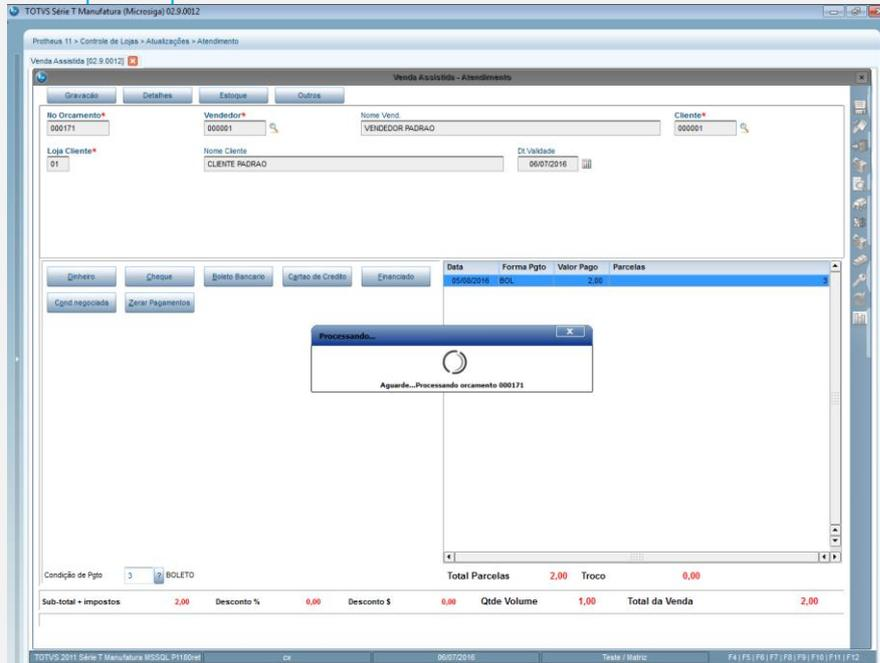 TOTVS Série T Manufatura (Microsiga) 02.9.0012
Protheus 11 > Controle de Lojas > Atualizações > Atendimento
Venda Assistida [02.9.0012]
Venda Assistida - Atendimento
Gravacão Detalhes Estoque Outros
No Orcamento* Vendedor* Nome Vend. Cliente*
000171 000001 VENDEDOR PADRAO 000001
Loja Cliente* Nome Cliente Dt.Validade
01 CLIENTE PADRAO 06/07/2016
Dinheiro Cheque Boleto Bancario Cartao de Credito Financiado
Cond.negociada Zerar Pagamentos
Data Forma Pgto Valor Pago Parcelas
05/08/2016 BOL 2,00 3
Processando...
Aguarde...Processando orcamento 000171
Condição de Pgto 3 ? BOLETO
Total Parcelas 2,00 Troco 0,00
Sub-total + impostos 2,00 Desconto % 0,00 Desconto $ 0,00 Qtde Volume 1,00 Total da Venda 2,00
TOTVS 2011 Série T Manufatura MSSQL P1180ret cx 06/07/2016 Teste / Matriz F4 | F5 | F6 | F7 | F8 | F9 | F10 | F11 | F12